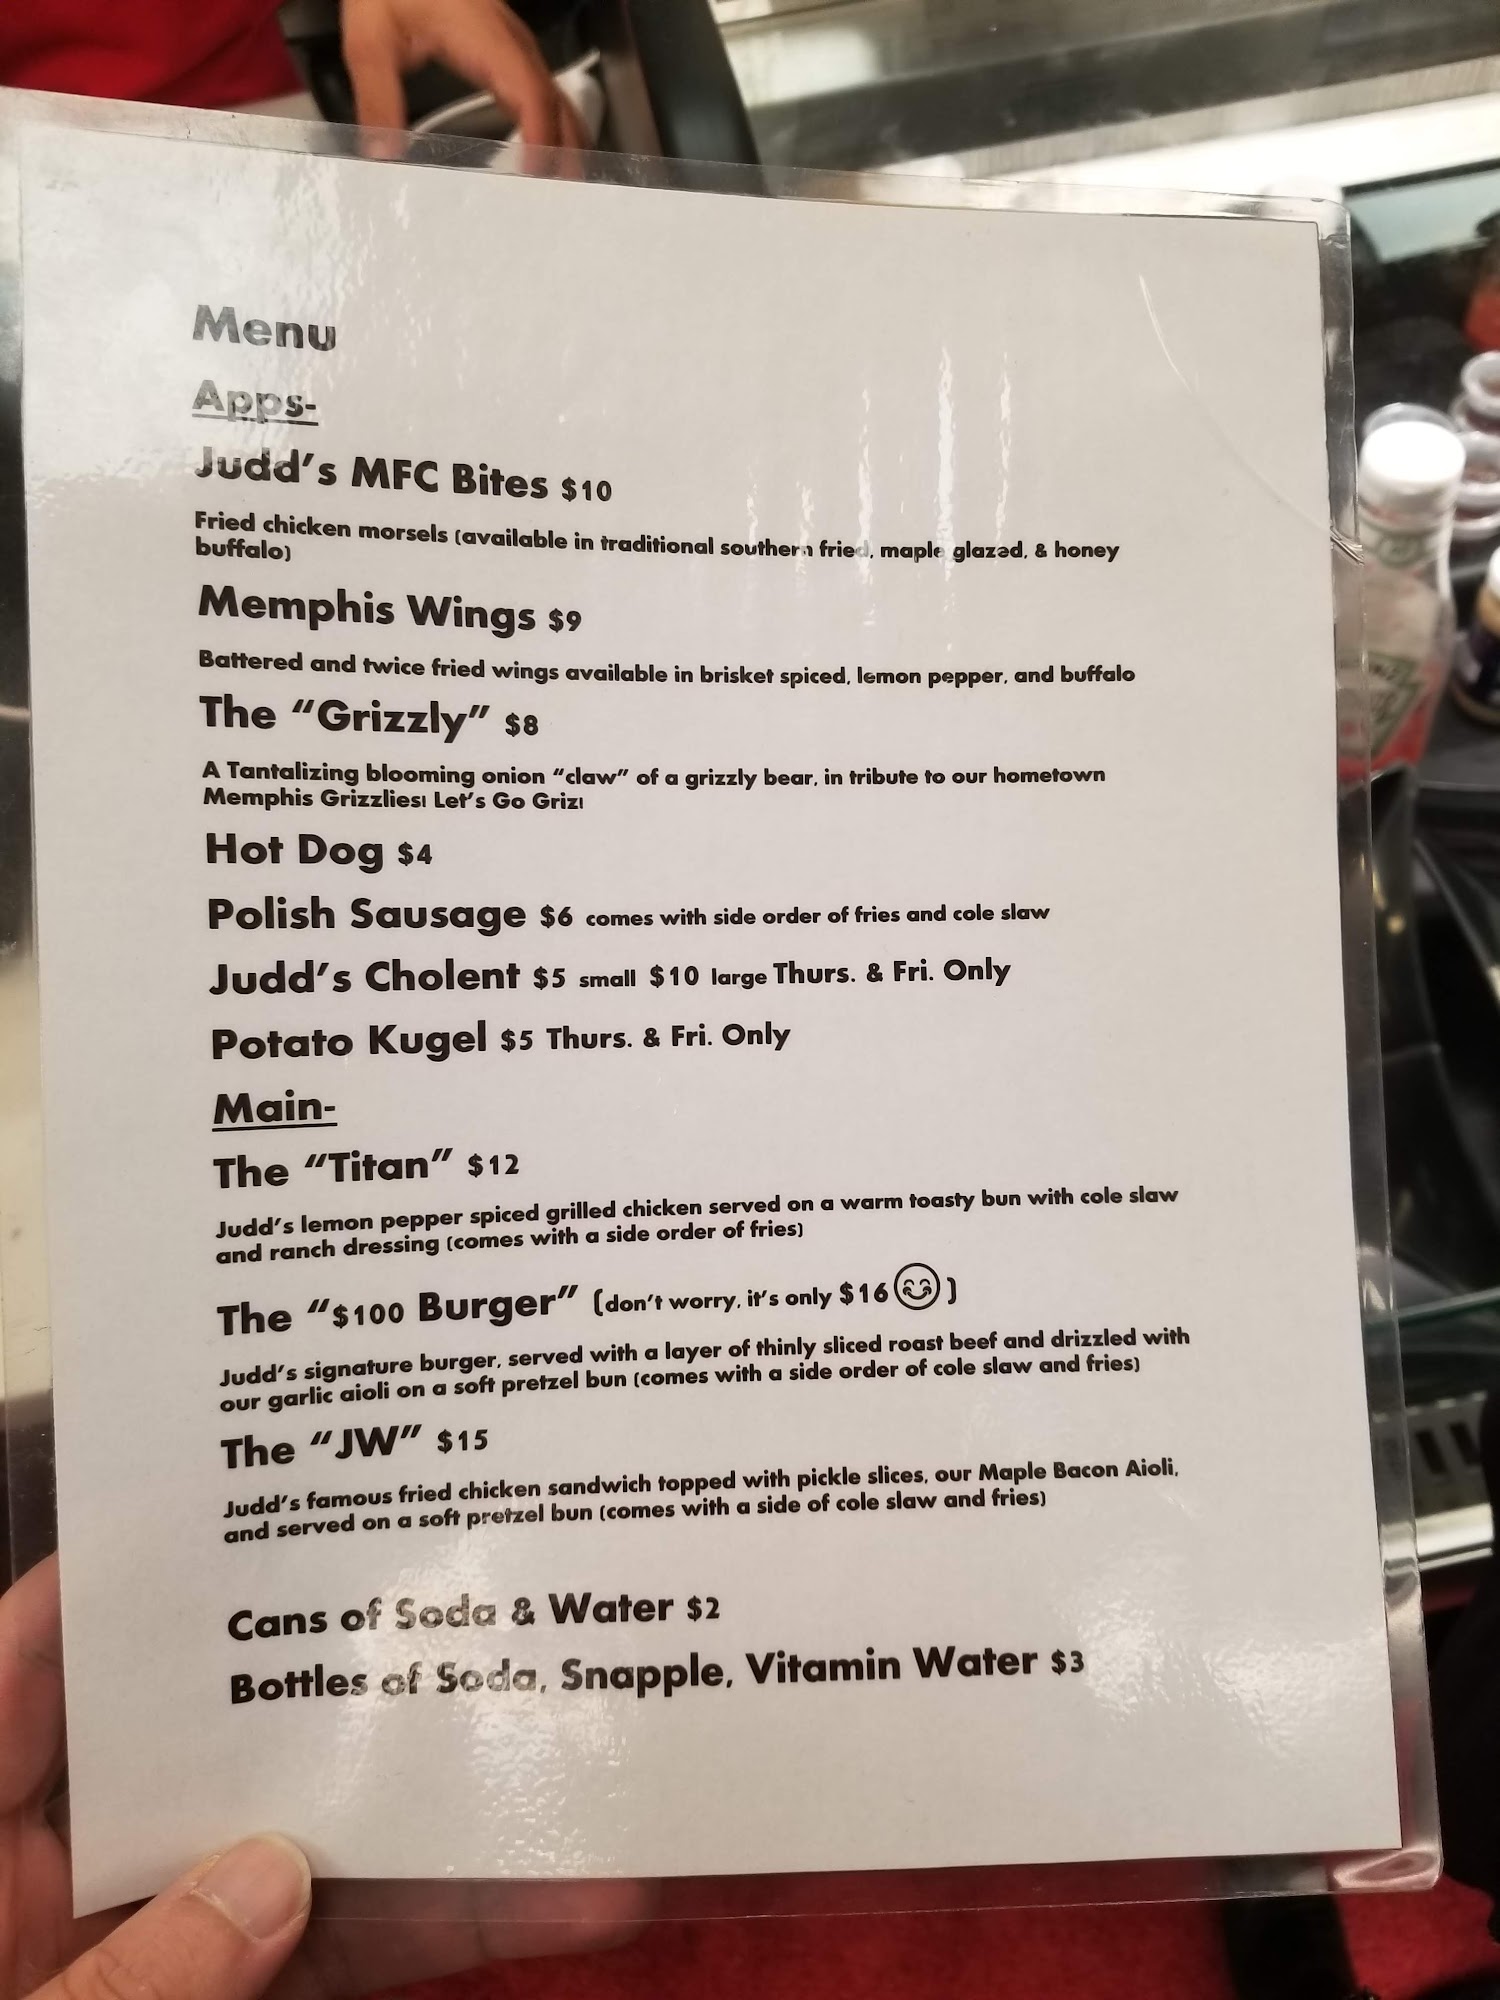 Menu
Apps-
Judd's MFC Bites $10
Fried chicken morsels (available in traditional southern fried, maple glazed, & honey
buffalo)
Memphis Wings $9
Battered and twice fried wings available in brisket spiced, lemon pepper, and buffalo
The "Grizzly" $8
A Tantalizing blooming onion "claw" of a grizzly bear, in tribute to our hometown
Memphis Grizzlies! Let's Go Griz!
Hot Dog $4
Polish Sausage $6 comes with side order of fries and cole slaw
Judd's Cholent $5 small $10 large Thurs. & Fri. Only
Potato Kugel $5 Thurs. & Fri. Only
Main-
The "Titan" $12
Judd's lemon pepper spiced grilled chicken served on a warm toasty bun with cole slaw
and ranch dressing (comes with a side order of fries)
The "$100 Burger" (don't worry, it's only $16 😊)
Judd's signature burger, served with a layer of thinly sliced roast beef and drizzled with
our garlic aioli on a soft pretzel bun (comes with a side order of cole slaw and fries)
The "JW" $15
Judd's famous fried chicken sandwich topped with pickle slices, our Maple Bacon Aioli,
and served on a soft pretzel bun (comes with a side of cole slaw and fries)
Cans of Soda & Water $2
Bottles of Soda, Snapple, Vitamin Water $3